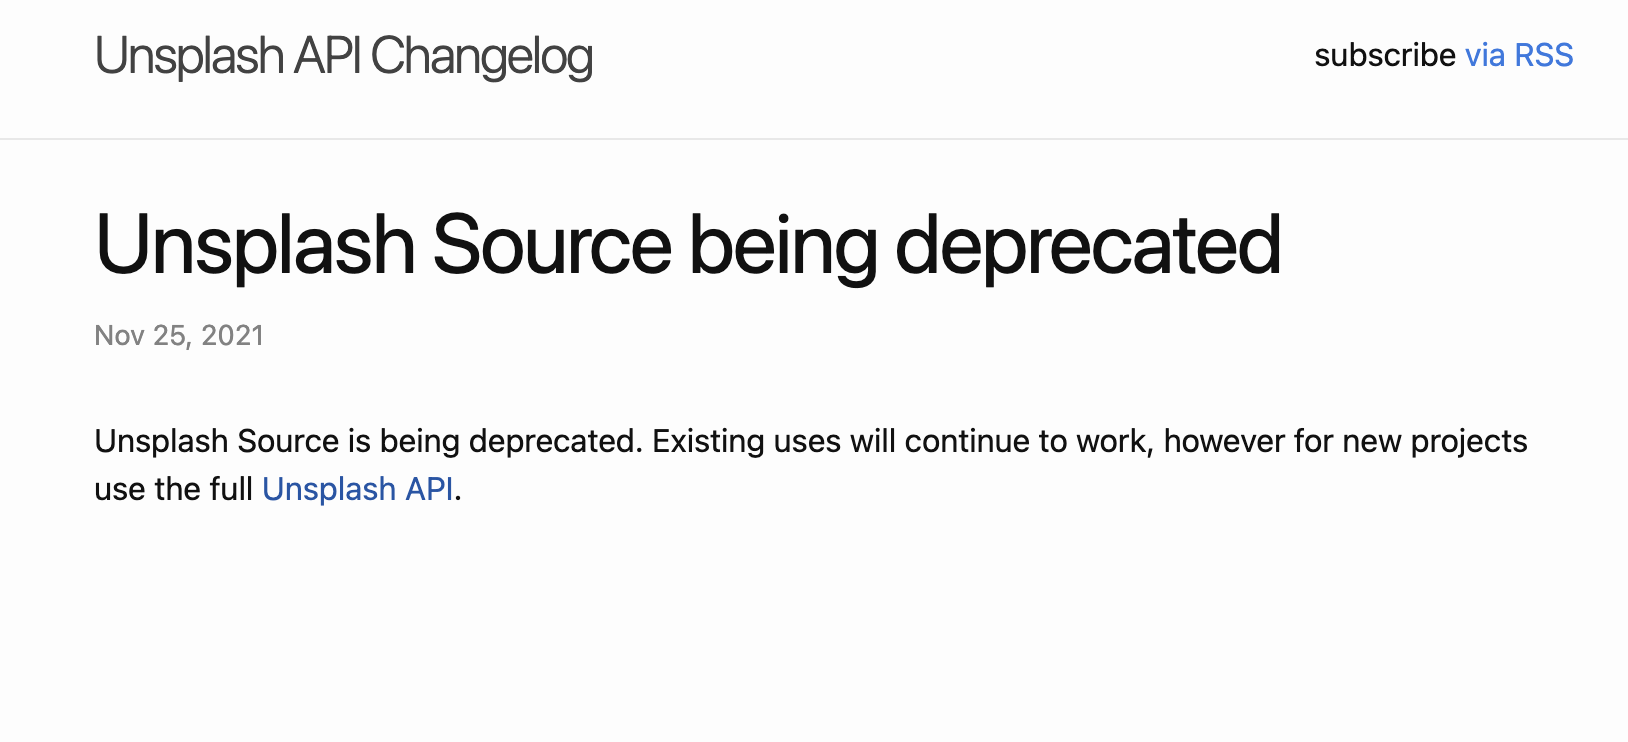 Unsplash API Changelog
subscribe via RSS
Unsplash Source being deprecated
Nov 25, 2021
Unsplash Source is being deprecated. Existing uses will continue to work, however for new projects
use the full Unsplash API.